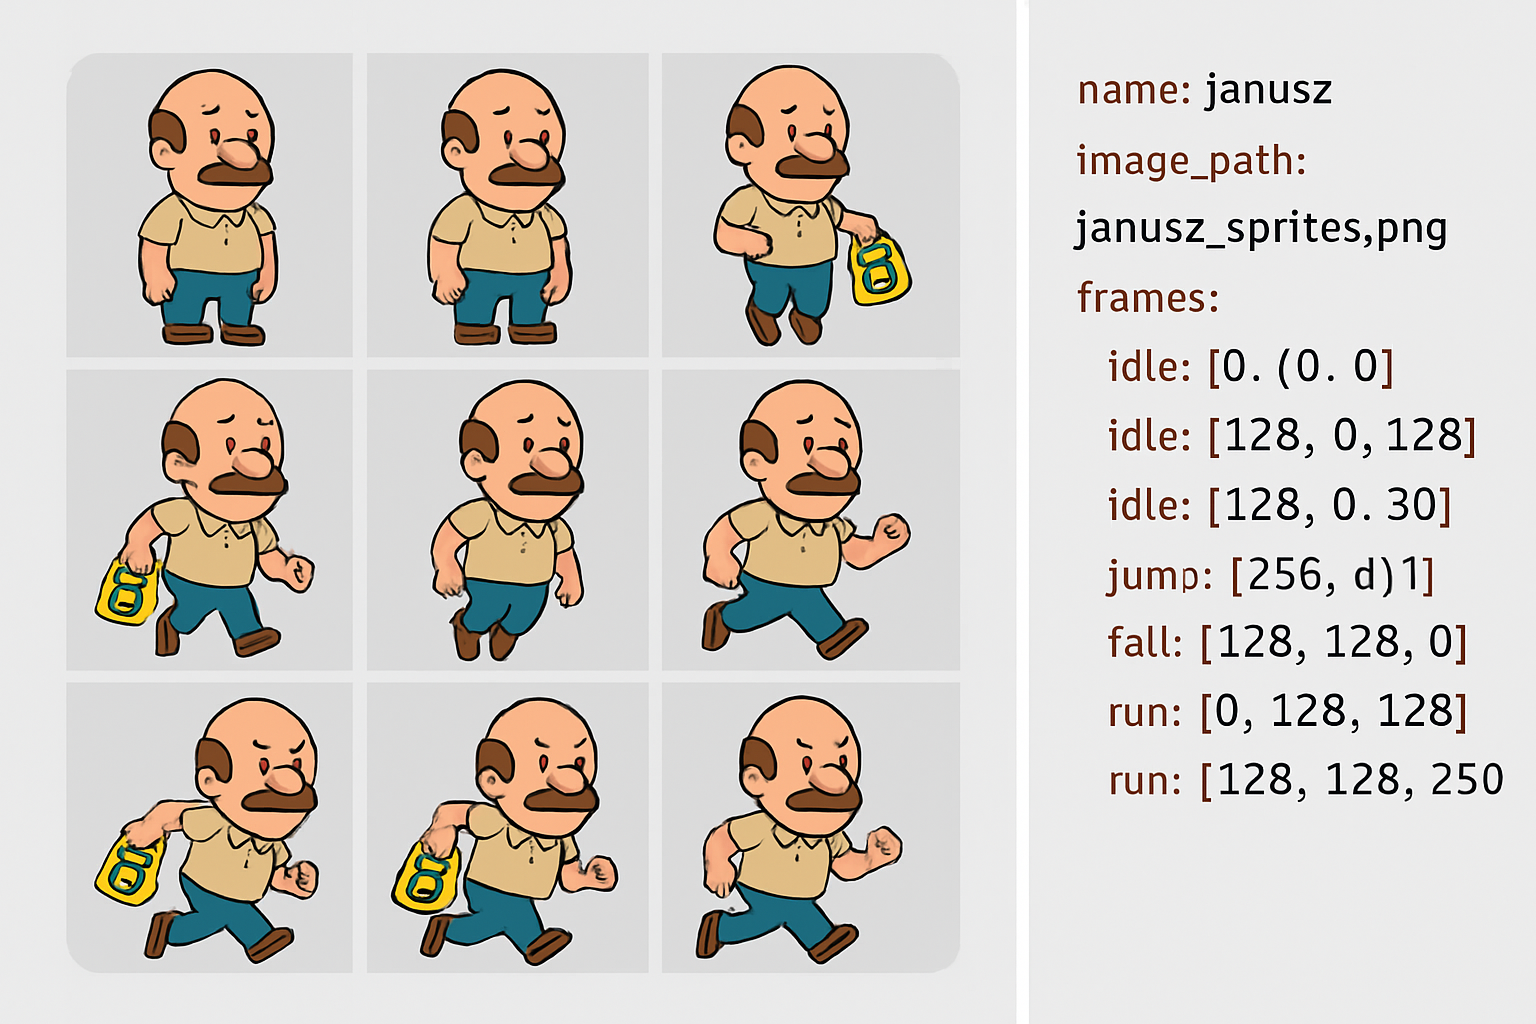 name: janusz
image_path:
janusz_sprites,png
frames:
idle: [0. (0. 0]
idle: [128, 0, 128]
idle: [128, 0. 30]
jump: [256, d)1]
fall: [128, 128, 0]
run: [0, 128, 128]
run: [128, 128, 250